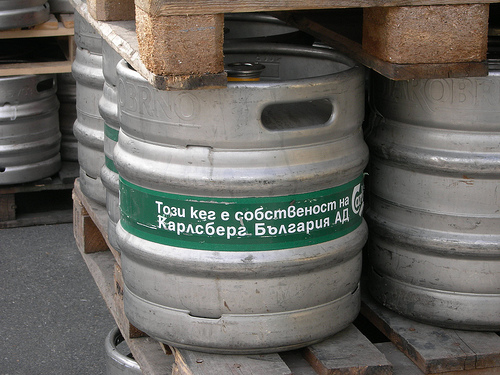 Този кег е собственост на
Карлсберг България АД